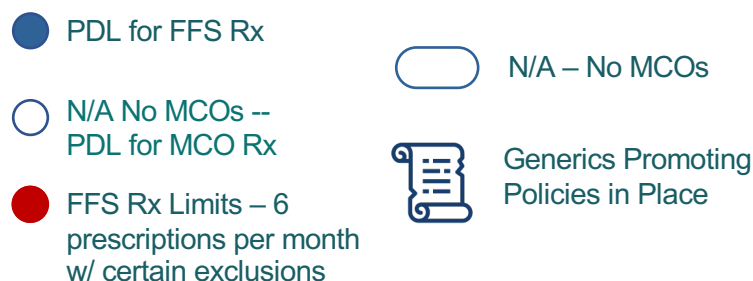 PDL for FFS Rx
N/A No MCOs --
PDL for MCO Rx
FFS Rx Limits – 6
prescriptions per month
w/ certain exclusions
N/A – No MCOs
Generics Promoting
Policies in Place